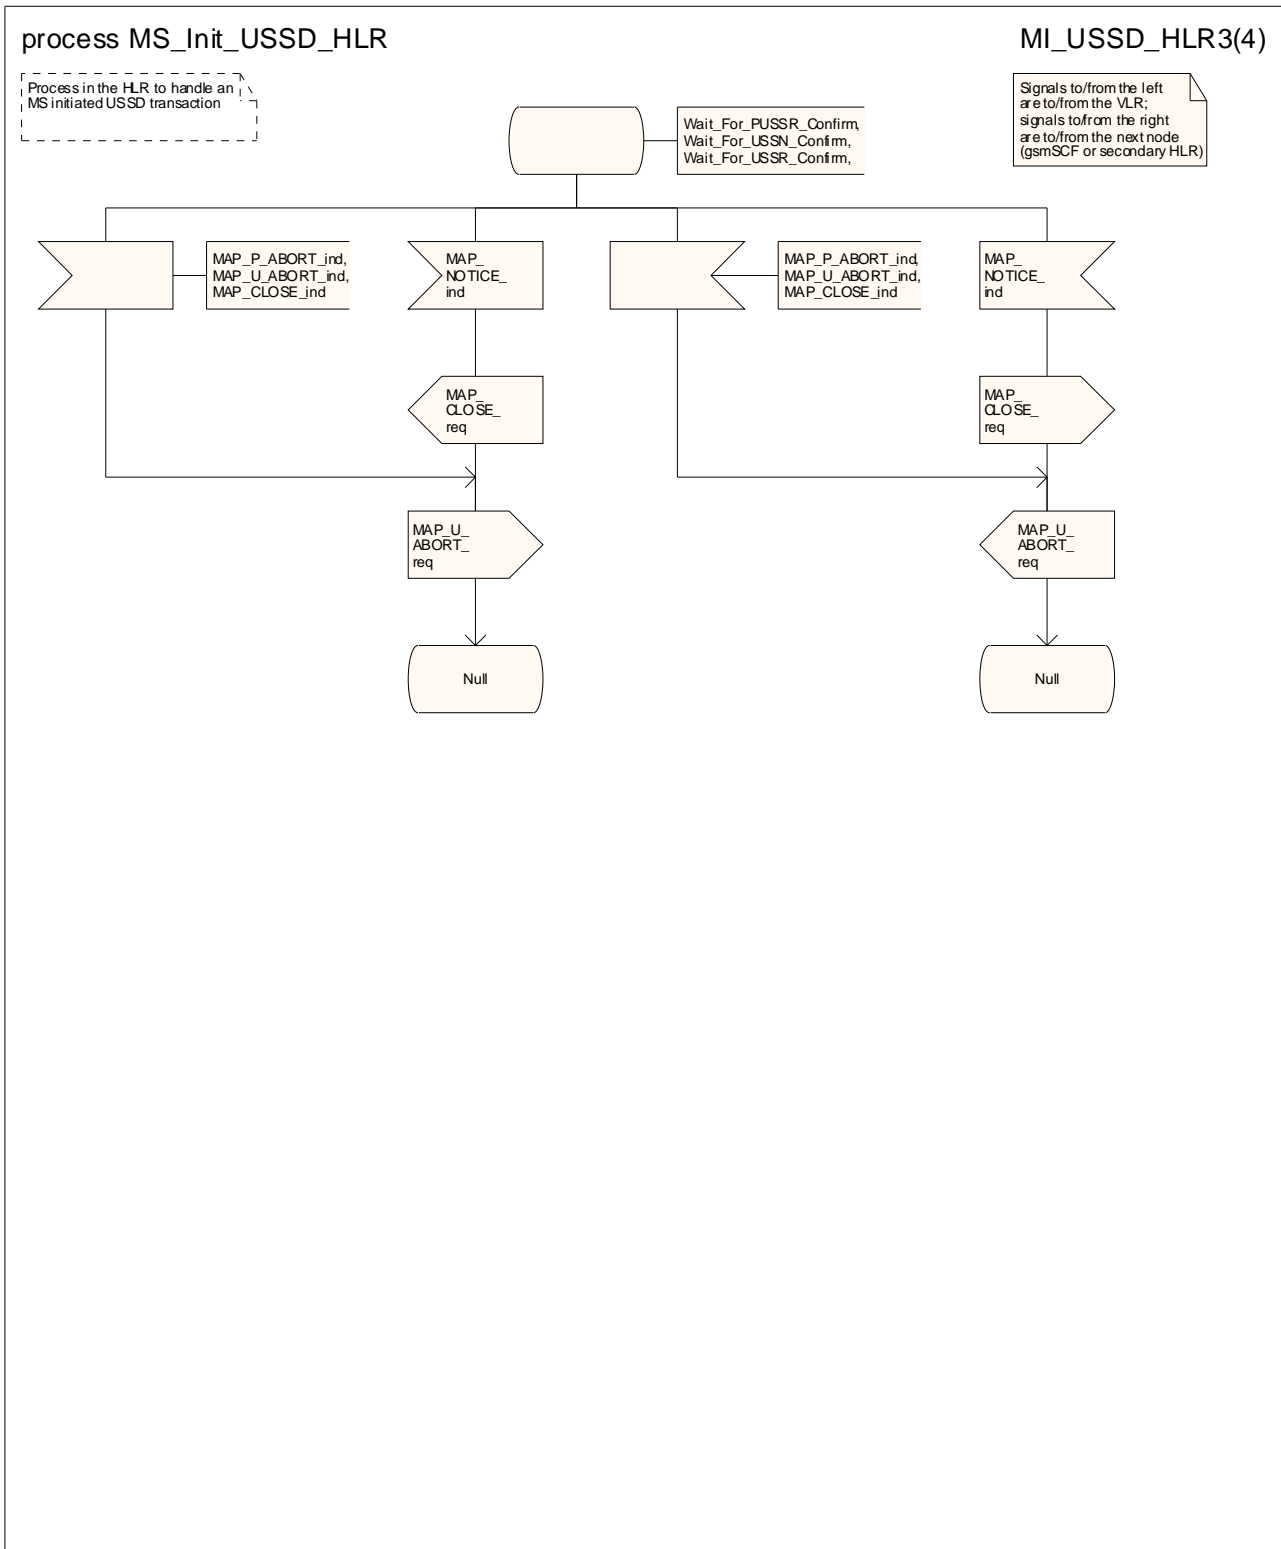 process MS_Init_USSD_HLR
MI_USSD_HLR3(4)
Process in the HLR to handle an
MS initiated USSD transaction
Signals to/from the left
are to/from the VLR;
signals to/from the right
are to/from the next node
(gsmSCF or secondary HLR)
Wait_For_PUSSR_Confirm,
Wait_For_USSN_Confirm,
Wait_For_USSR_Confirm,
MAP_P_ABORT_ind,
MAP_U_ABORT_ind,
MAP_CLOSE_ind
MAP_
NOTICE_
ind
MAP_P_ABORT_ind,
MAP_U_ABORT_ind,
MAP_CLOSE_ind
MAP_
NOTICE_
ind
MAP_
CLOSE_
req
MAP_
CLOSE_
req
MAP_U_
ABORT_
req
MAP_U_
ABORT_
req
Null
Null